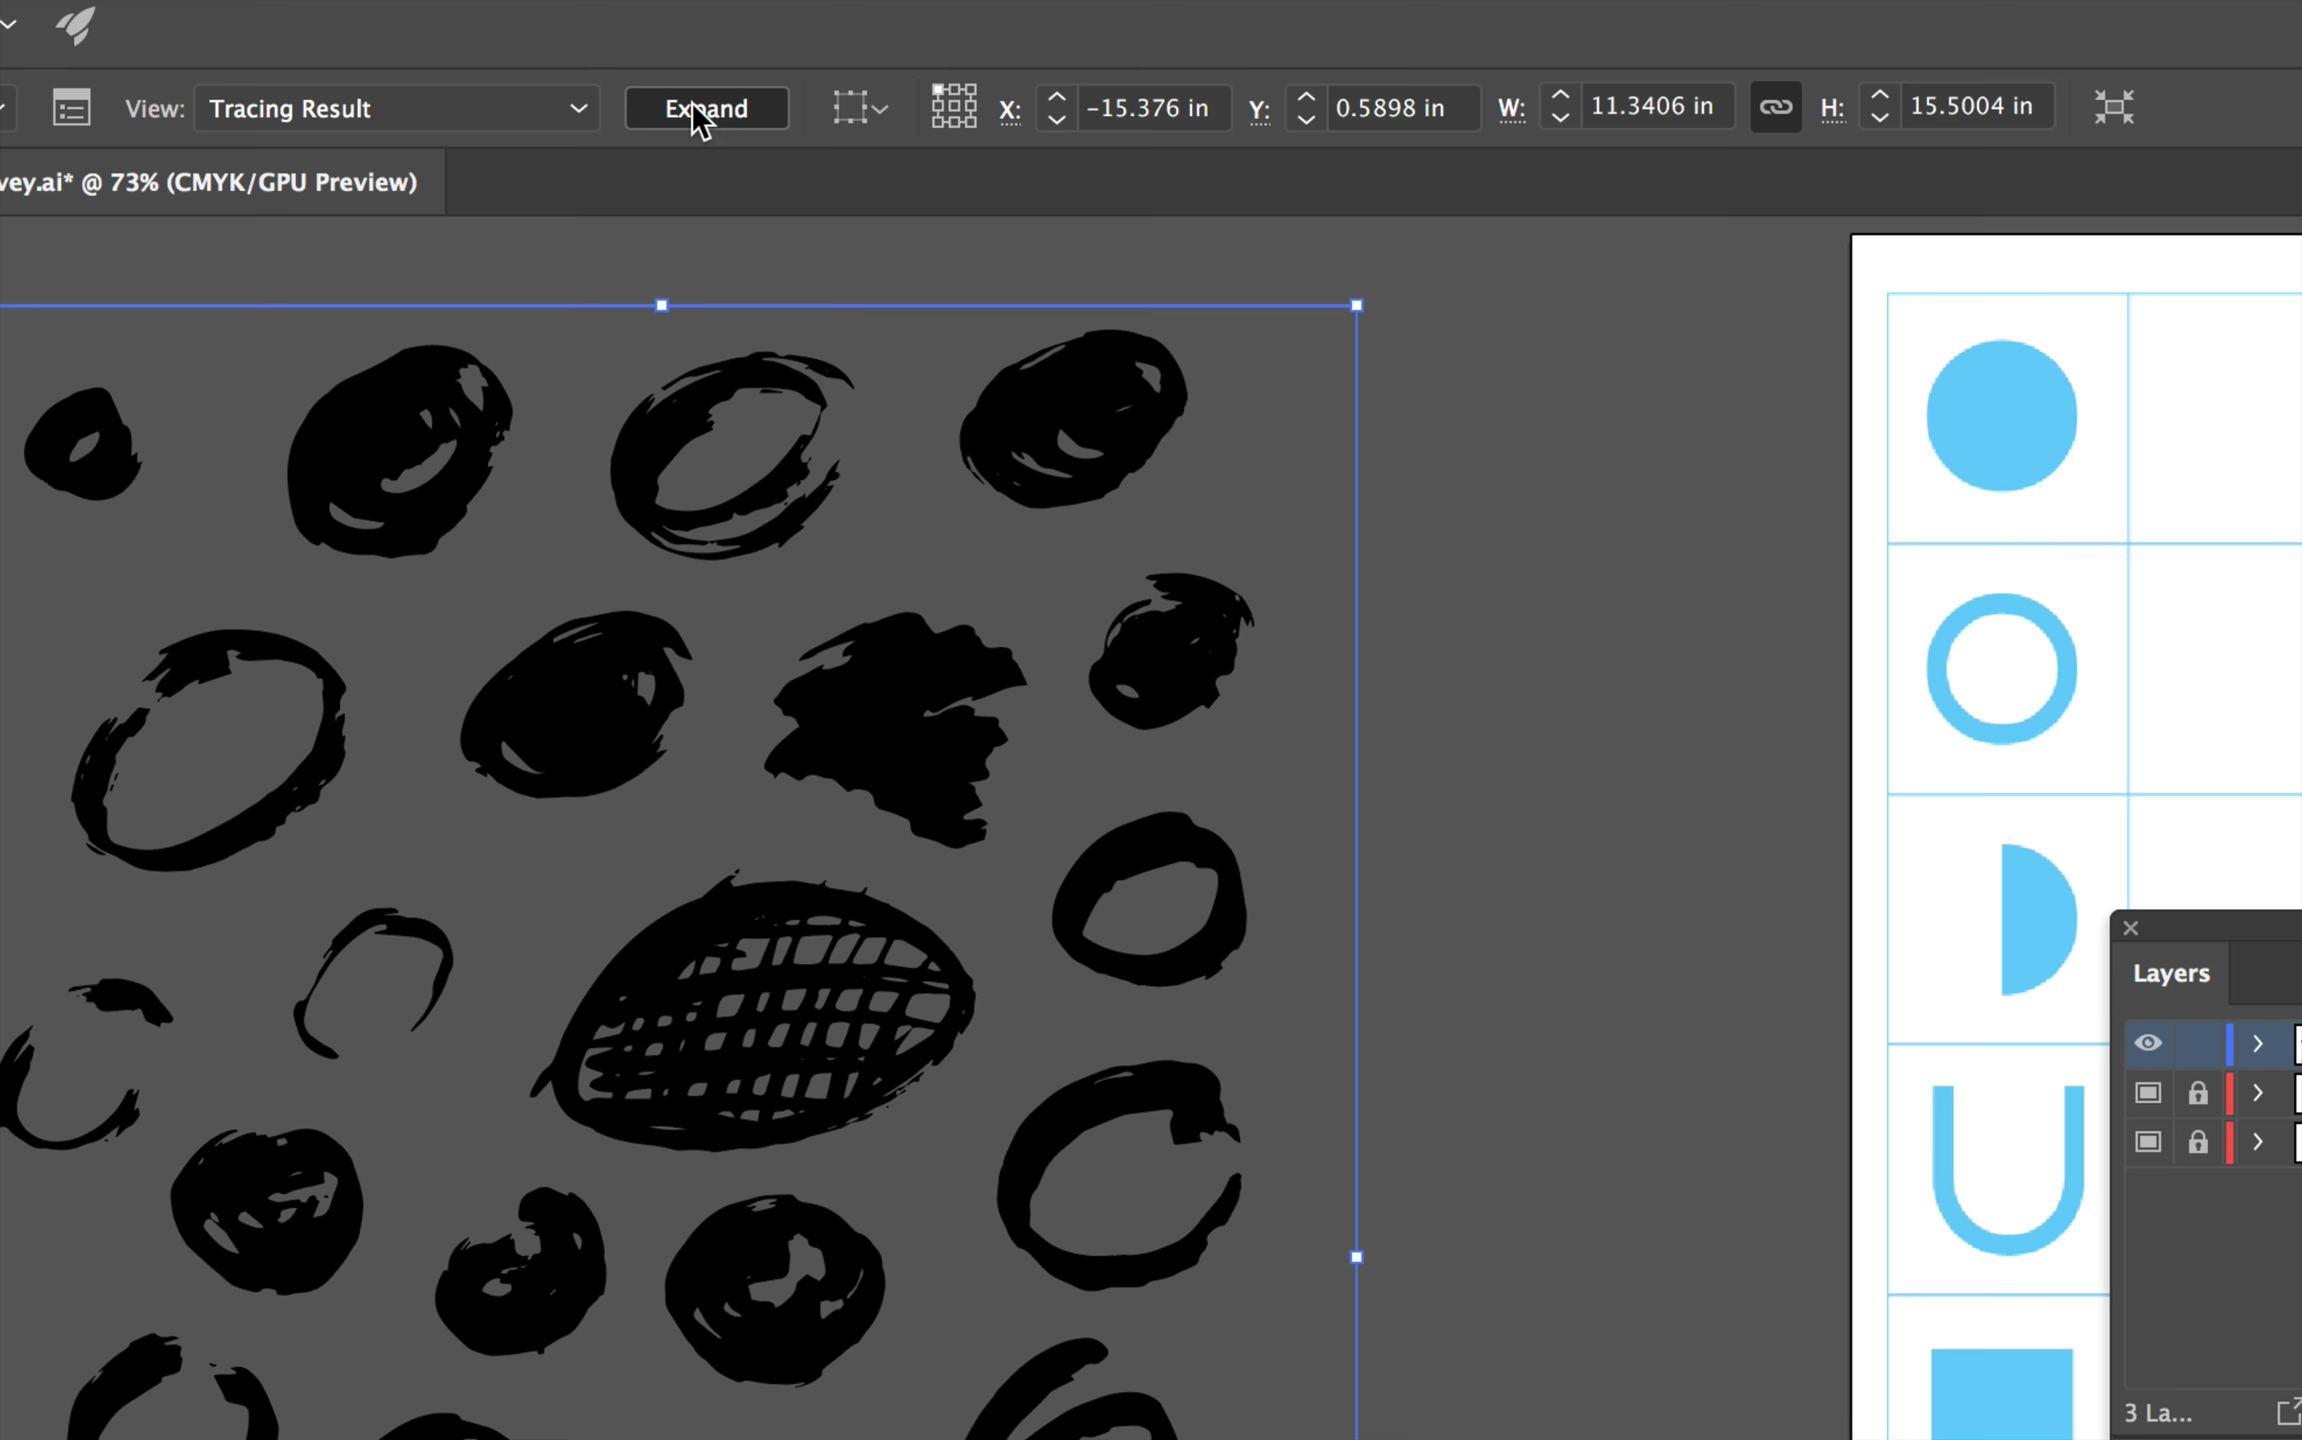 View: Tracing Result Expand X: -15.376 in Y: 0.5898 in W: 11.3406 in H: 15.5004 in
vey.ai* @ 73% (CMYK/GPU Preview)
Layers
3 La...